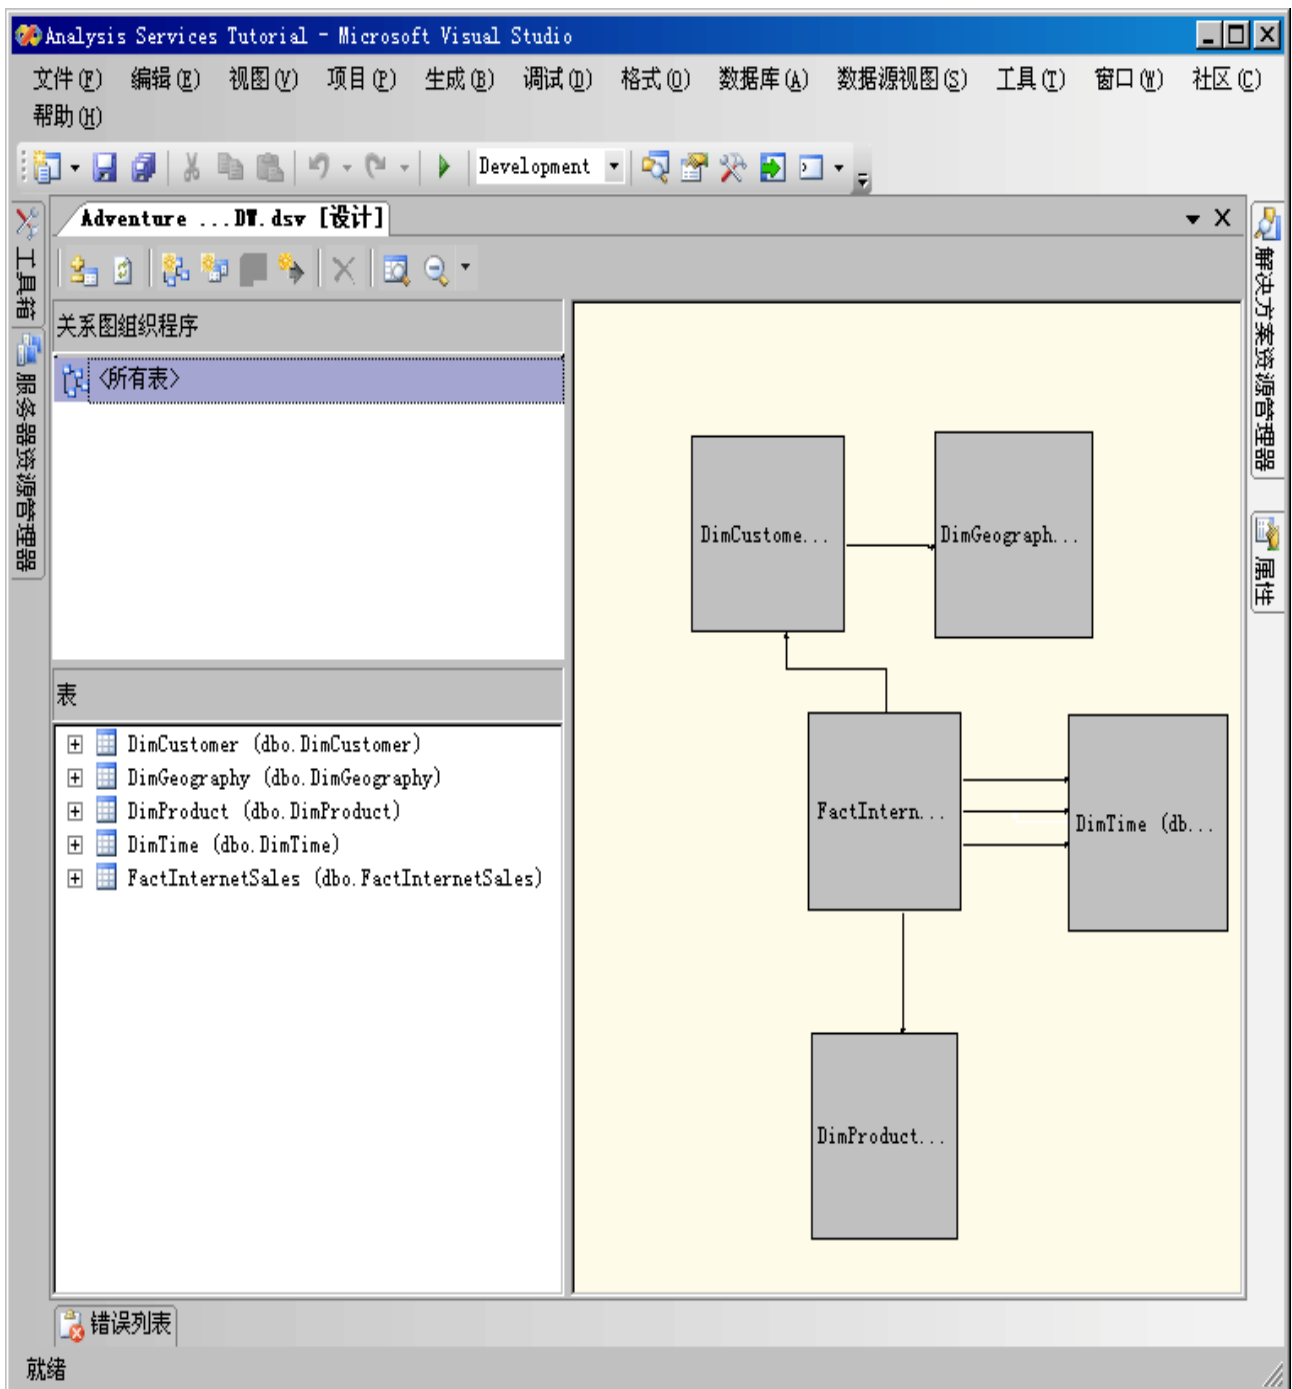 Analysis Services Tutorial - Microsoft Visual Studio
文件(F) 编辑(E) 视图(V) 项目(P) 生成(B) 调试(D) 格式(O) 数据库(A) 数据源视图(S) 工具(T) 窗口(W) 社区(C)
帮助(H)
Development
Adventure ...DW.dsv [设计]
工具箱
服务器资源管理器
解决方案资源管理器
属性
关系图组织程序
<所有表>
表
DimCustomer (dbo.DimCustomer)
DimGeography (dbo.DimGeography)
DimProduct (dbo.DimProduct)
DimTime (dbo.DimTime)
FactInternetSales (dbo.FactInternetSales)
DimCustome...
DimGeograph...
FactIntern...
DimTime (db...
DimProduct...
错误列表
就绪